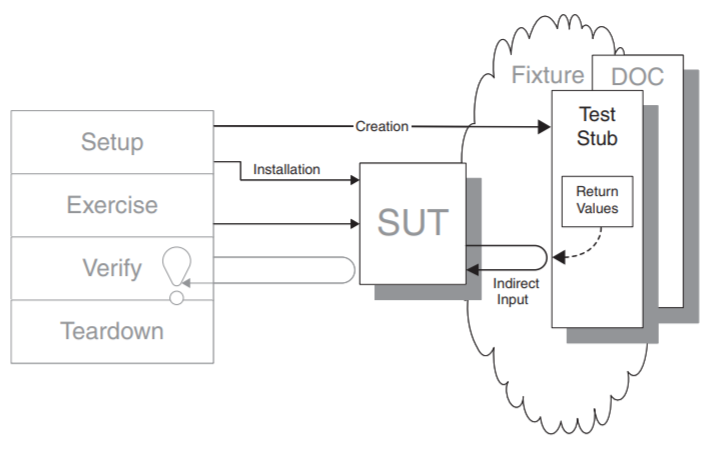 Setup
Exercise
Verify
Teardown
Creation
Installation
SUT
Indirect
Input
Fixture
DOC
Test
Stub
Return
Values